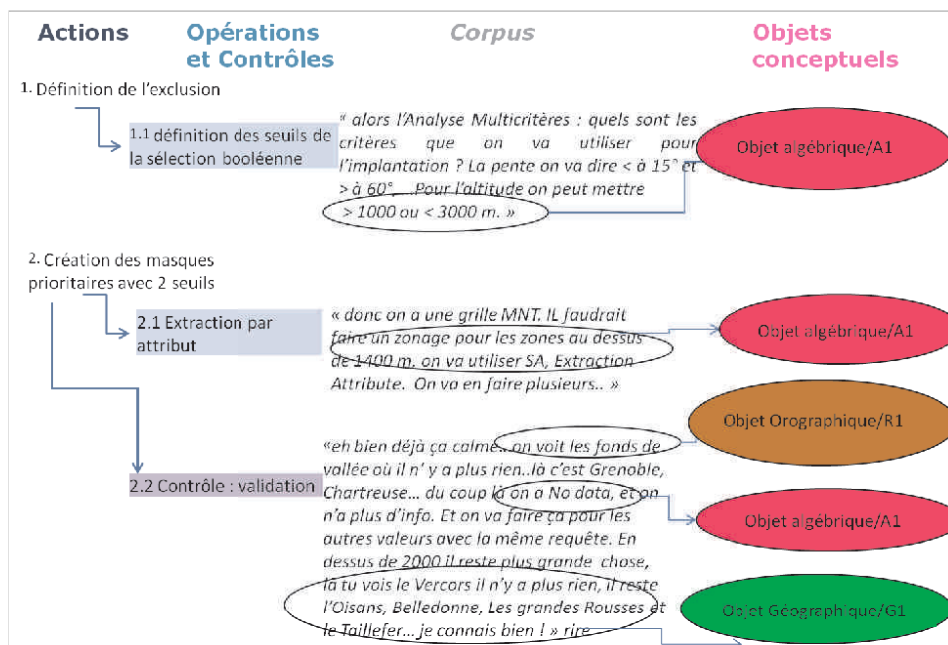 Actions
Opérations
et Contrôles
Corpus
Objets
conceptuels
1. Définition de l'exclusion
1.1 définition des seuils de
la sélection booléenne
« alors l'Analyse Multicritères : quels sont les
critères que on va utiliser pour
l'implantation ? La pente on va dire < à 15° et
> à 60°,...Pour l'altitude on peut mettre
> 1000 ou < 3000 m. »
Objet algébrique/A1
2. Création des masques
prioritaires avec 2 seuils
2.1 Extraction par
attribut
« donc on a une grille MNT. IL faudrait
faire un zonage pour les zones au dessus
de 1400 m. on va utiliser SA, Extraction
Attribute. On va en faire plusieurs.. »
Objet algébrique/A1
2.2 Contrôle : validation
«eh bien déjà ça calme.. on voit les fonds de
vallée où il n' y a plus rien..là c'est Grenoble,
Chartreuse... du coup là on a No data, et on
n'a plus d'info. Et on va faire ça pour les
autres valeurs avec la même requête. En
dessus de 2000 il reste plus grande chose,
là tu vois le Vercors il n'y a plus rien, il reste
l'Oisans, Belledonne, Les grandes Rousses et
le Taillefer... je connais bien ! » rire
Objet Orographique/R1
Objet algébrique/A1
Objet Géographique/G1